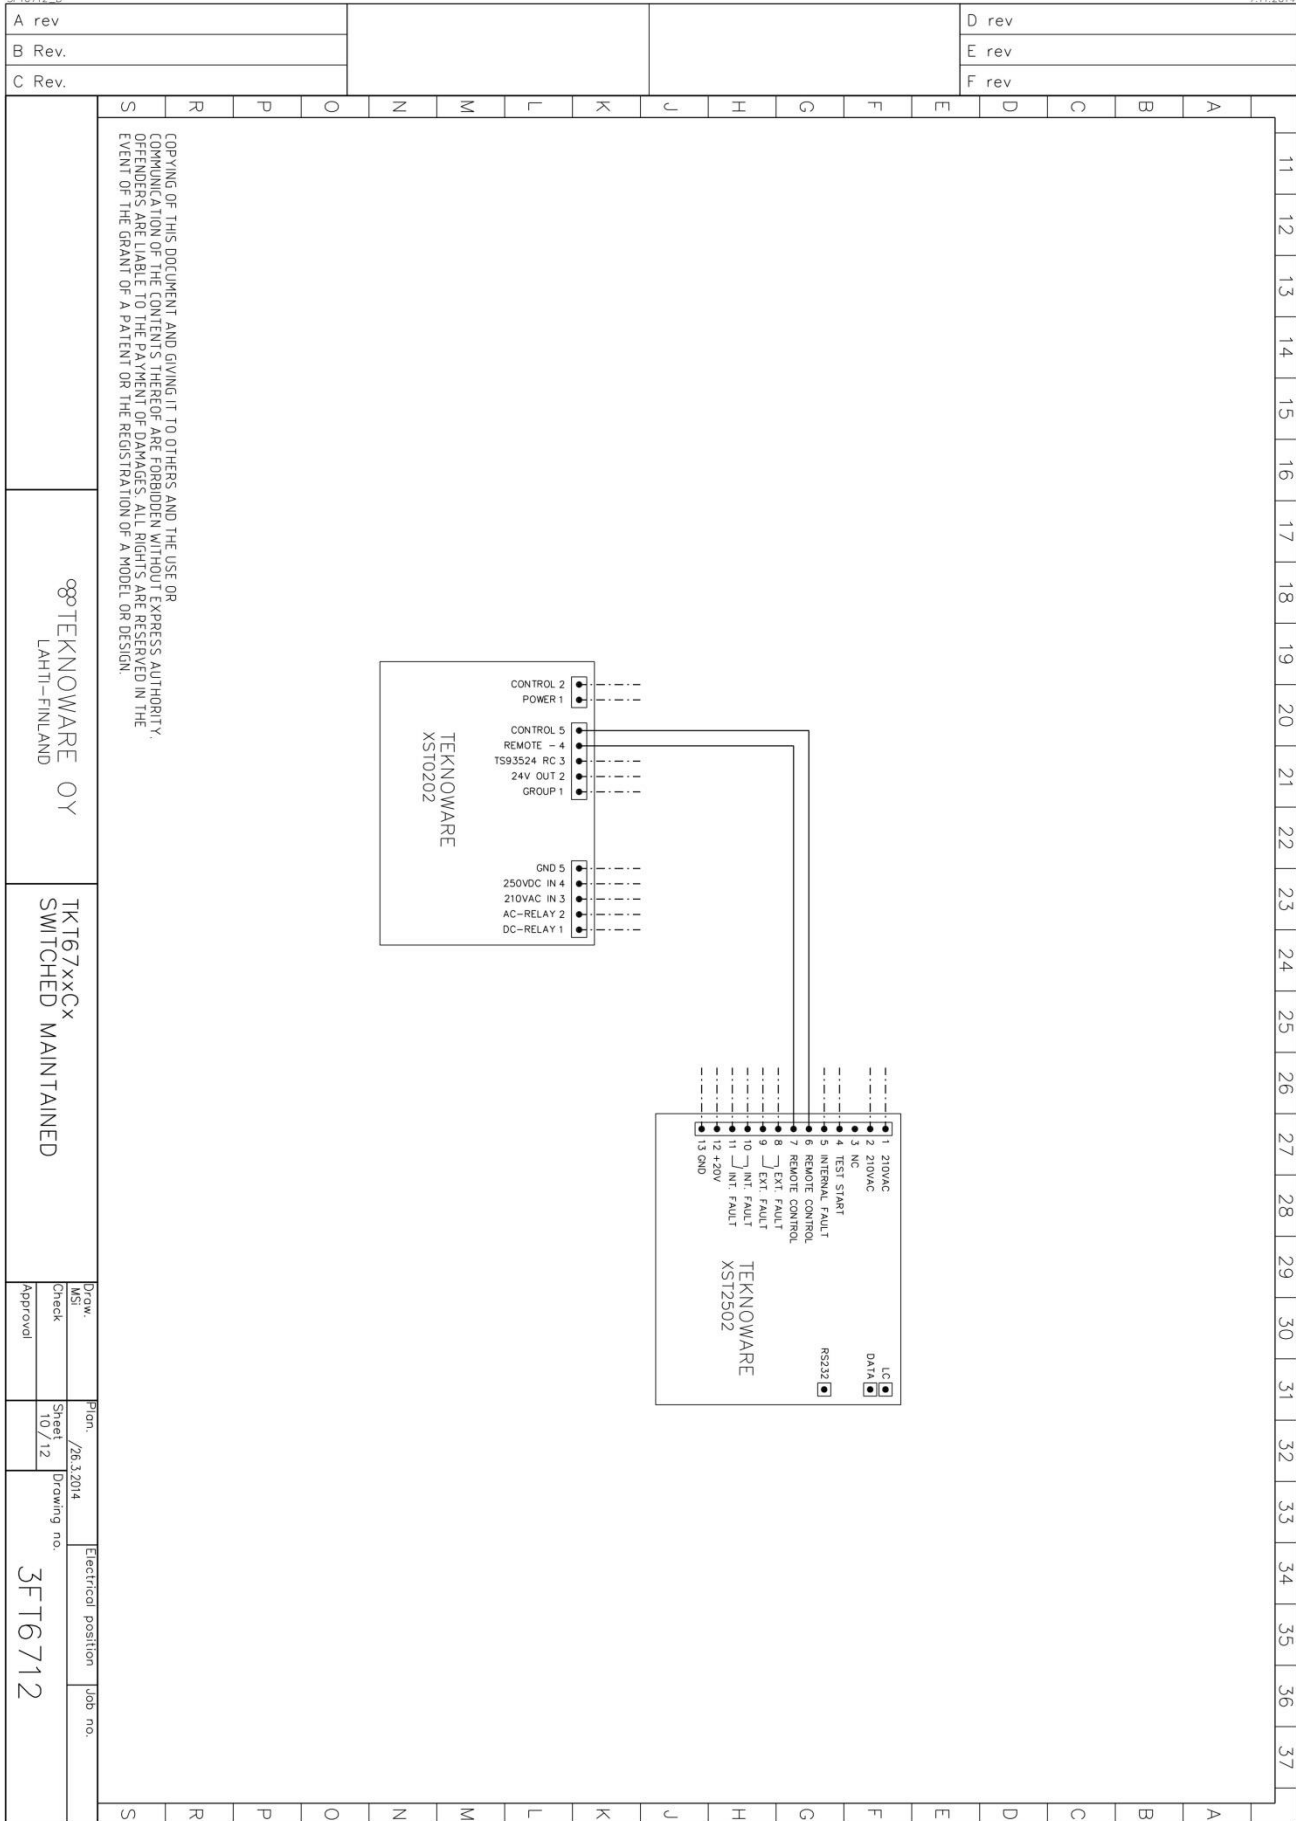 A rev
B Rev.
C Rev.
D rev
E rev
F rev
S R P O N M L K J H G F E D C B A
11 12 13 14 15 16 17 18 19 20 21 22 23 24 25 26 27 28 29 30 31 32 33 34 35 36 37
COPYING OF THIS DOCUMENT AND GIVING IT TO OTHERS AND THE USE OR
COMMUNICATION OF THE CONTENTS THEREOF ARE FORBIDDEN WITHOUT EXPRESS AUTHORITY.
OFFENDERS ARE LIABLE TO THE PAYMENT OF DAMAGES. ALL RIGHTS ARE RESERVED IN THE
EVENT OF THE GRANT OF A PATENT OR THE REGISTRATION OF A MODEL OR DESIGN.
CONTROL 2
POWER 1
CONTROL 5
REMOTE - 4
TS93524 RC 3
24V OUT 2
GROUP 1
GND 5
250VDC IN 4
210VAC IN 3
AC-RELAY 2
DC-RELAY 1
TEKNOWARE
XST0202
1 210VAC
2 210VAC
3 NC
4 TEST START
5 INTERNAL FAULT
6 REMOTE CONTROL
7 REMOTE CONTROL
8 EXT. FAULT
9 EXT. FAULT
10 INT. FAULT
11 INT. FAULT
12 +20V
13 GND
TEKNOWARE
XST2502
LC
DATA
RS232
TEKNOWARE OY
LAHTI-FINLAND
TKT67xxCx
SWITCHED MAINTAINED
Draw.
MSi
Check
Approval
Plan.
/26.3.2014
Sheet
10/12
Electrical position
Job no.
Drawing no.
3FT6712
S R P O N M L K J H G F E D C B A